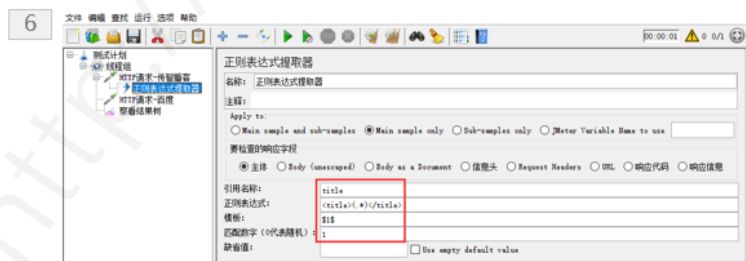 6
文件 编辑 查找 运行 选项 帮助
00:00:01 0 0/1
测试计划
线程组
HTTP请求-传智播客
正则表达式提取器
HTTP请求-百度
察看结果树
正则表达式提取器
名称: 正则表达式提取器
注释:
Apply to:
Main sample and sub-samples Main sample only Sub-samples only JMeter Variable Name to use
要检查的响应字段
主体 Body (unescaped) Body as a Document 信息头 Request Headers URL 响应代码 响应信息
引用名称: title
正则表达式: <title>(.*)</title>
模板: $1$
匹配数字（0代表随机）: 1
缺省值: Use empty default value
http:/